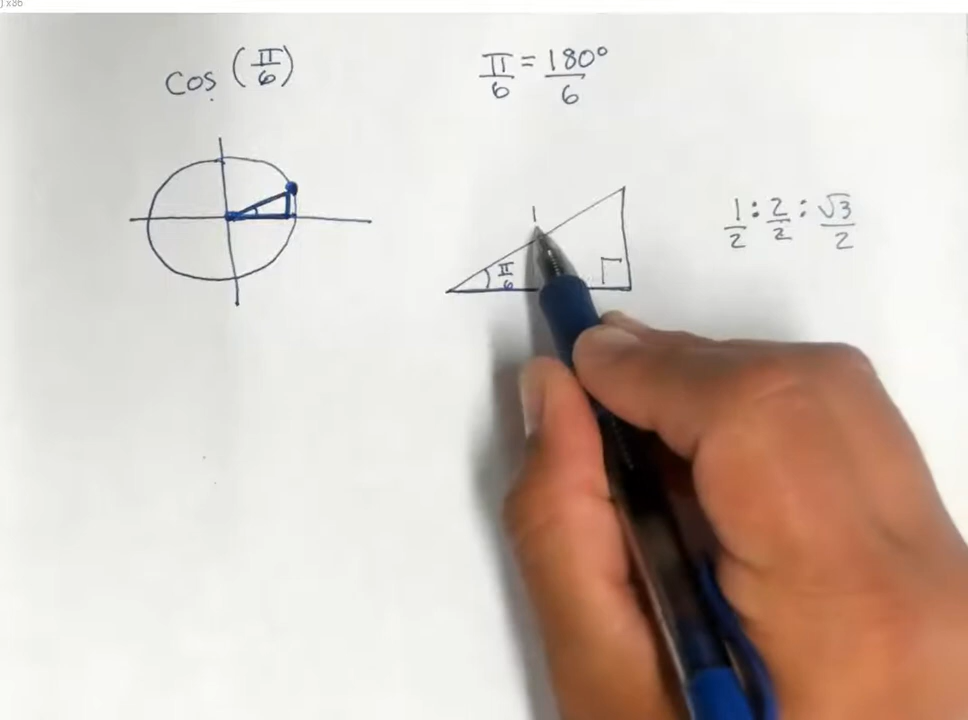 cos (π/6)
π/6 = 180°/6
1
π/6
1/2 : 2/2 : √3/2